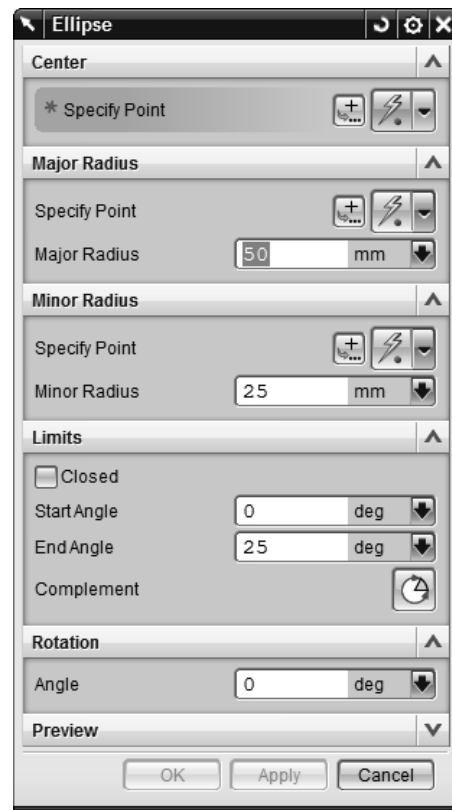 Ellipse
Center
* Specify Point
Major Radius
Specify Point
Major Radius 50 mm
Minor Radius
Specify Point
Minor Radius 25 mm
Limits
Closed
Start Angle 0 deg
End Angle 25 deg
Complement
Rotation
Angle 0 deg
Preview
OK Apply Cancel